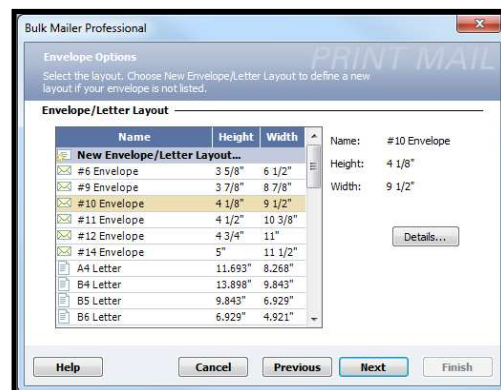 Bulk Mailer Professional
PRINT MAIL
Envelope Options
Select the layout. Choose New Envelope/Letter Layout to define a new
layout if your envelope is not listed.
Envelope/Letter Layout
Name Height Width
New Envelope/Letter Layout...
#6 Envelope 3 5/8" 6 1/2"
#9 Envelope 3 7/8" 8 7/8"
#10 Envelope 4 1/8" 9 1/2"
#11 Envelope 4 1/2" 10 3/8"
#12 Envelope 4 3/4" 11"
#14 Envelope 5" 11 1/2"
A4 Letter 11.693" 8.268"
B4 Letter 13.898" 9.843"
B5 Letter 9.843" 6.929"
B6 Letter 6.929" 4.921"
Name: #10 Envelope
Height: 4 1/8"
Width: 9 1/2"
Details...
Help Cancel Previous Next Finish